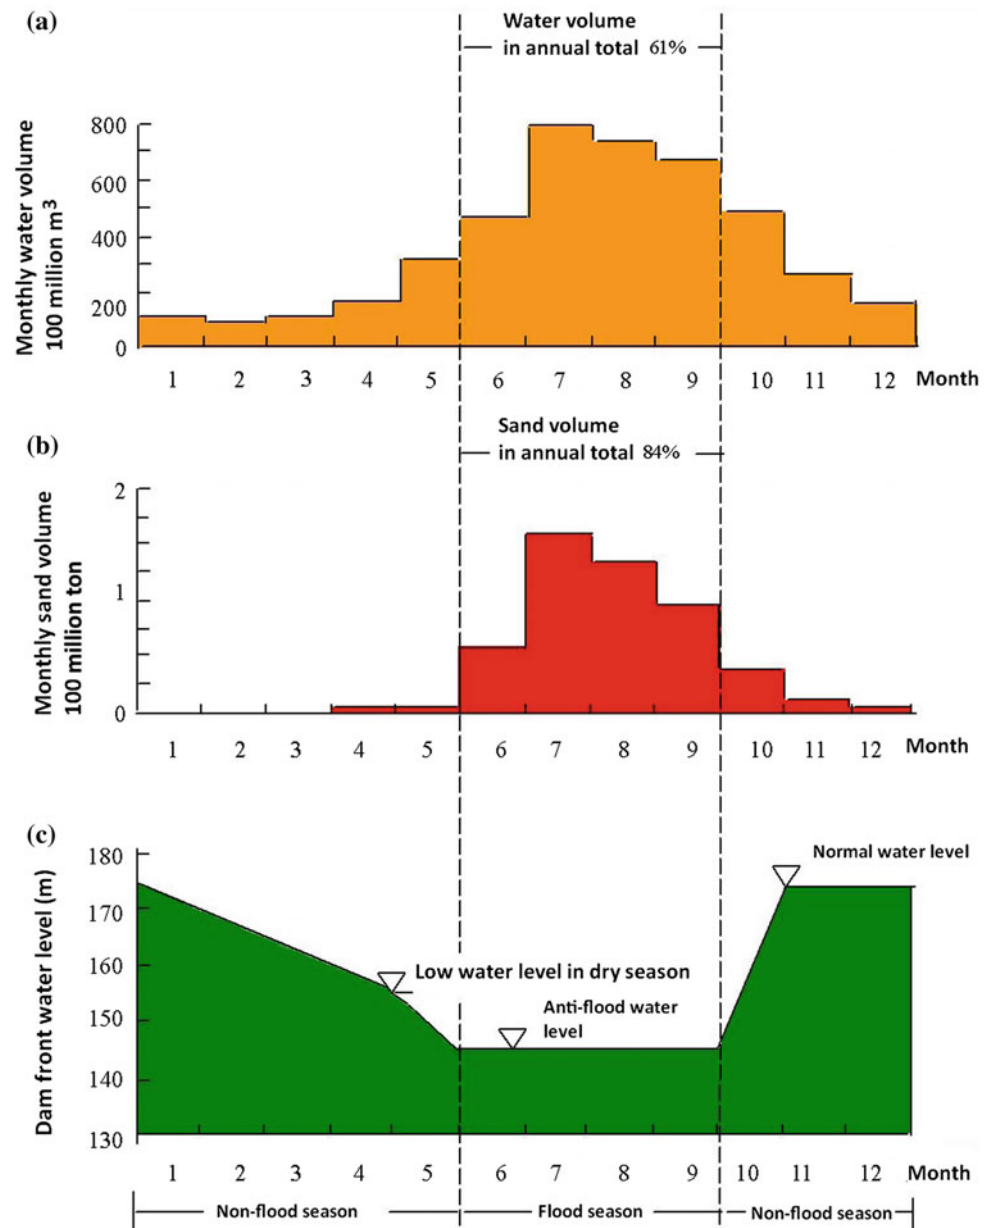 (a)
Water volume
in annual total 61%
Monthly water volume
100 million m³
800
600
400
200
0
1 2 3 4 5 6 7 8 9 10 11 12 Month
(b)
Sand volume
in annual total 84%
Monthly sand volume
100 million ton
2
1
0
1 2 3 4 5 6 7 8 9 10 11 12 Month
(c)
Dam front water level (m)
180
170
160
150
140
130
Normal water level
Low water level in dry season
Anti-flood water
level
1 2 3 4 5 6 7 8 9 10 11 12 Month
Non-flood season Flood season Non-flood season